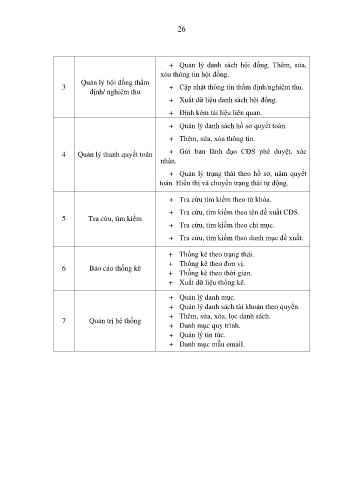 26
+ Quản lý danh sách hội đồng. Thêm, sửa,
xóa thông tin hội đồng.
3
Quản lý hội đồng thẩm
định/ nghiệm thu
+ Cập nhật thông tin thẩm định/nghiệm thu.
+ Xuất dữ liệu danh sách hội đồng.
+ Đính kèm tài liệu liên quan.
4
Quản lý thanh quyết toán
+ Quản lý danh sách hồ sơ quyết toán.
+ Thêm, sửa, xóa thông tin.
+ Gửi ban lãnh đạo CĐS phê duyệt, xác
nhận.
+ Quản lý trạng thái theo hồ sơ, năm quyết
toán. Hiển thị và chuyển trạng thái tự động.
5
Tra cứu, tìm kiếm
+ Tra cứu tìm kiếm theo từ khóa.
+ Tra cứu, tìm kiếm theo tên đề xuất CĐS.
+ Tra cứu, tìm kiếm theo chỉ mục.
+ Tra cứu, tìm kiếm theo danh mục đề xuất.
6
Báo cáo thống kê
+ Thống kê theo trạng thái.
+ Thống kê theo đơn vị.
+ Thống kê theo thời gian.
+ Xuất dữ liệu thống kê.
7
Quản trị hệ thống
+ Quản lý danh mục.
+ Quản lý danh sách tài khoản theo quyền.
+ Thêm, sửa, xóa, lọc danh sách.
+ Danh mục quy trình.
+ Quản lý tin tức.
+ Danh mục mẫu email.